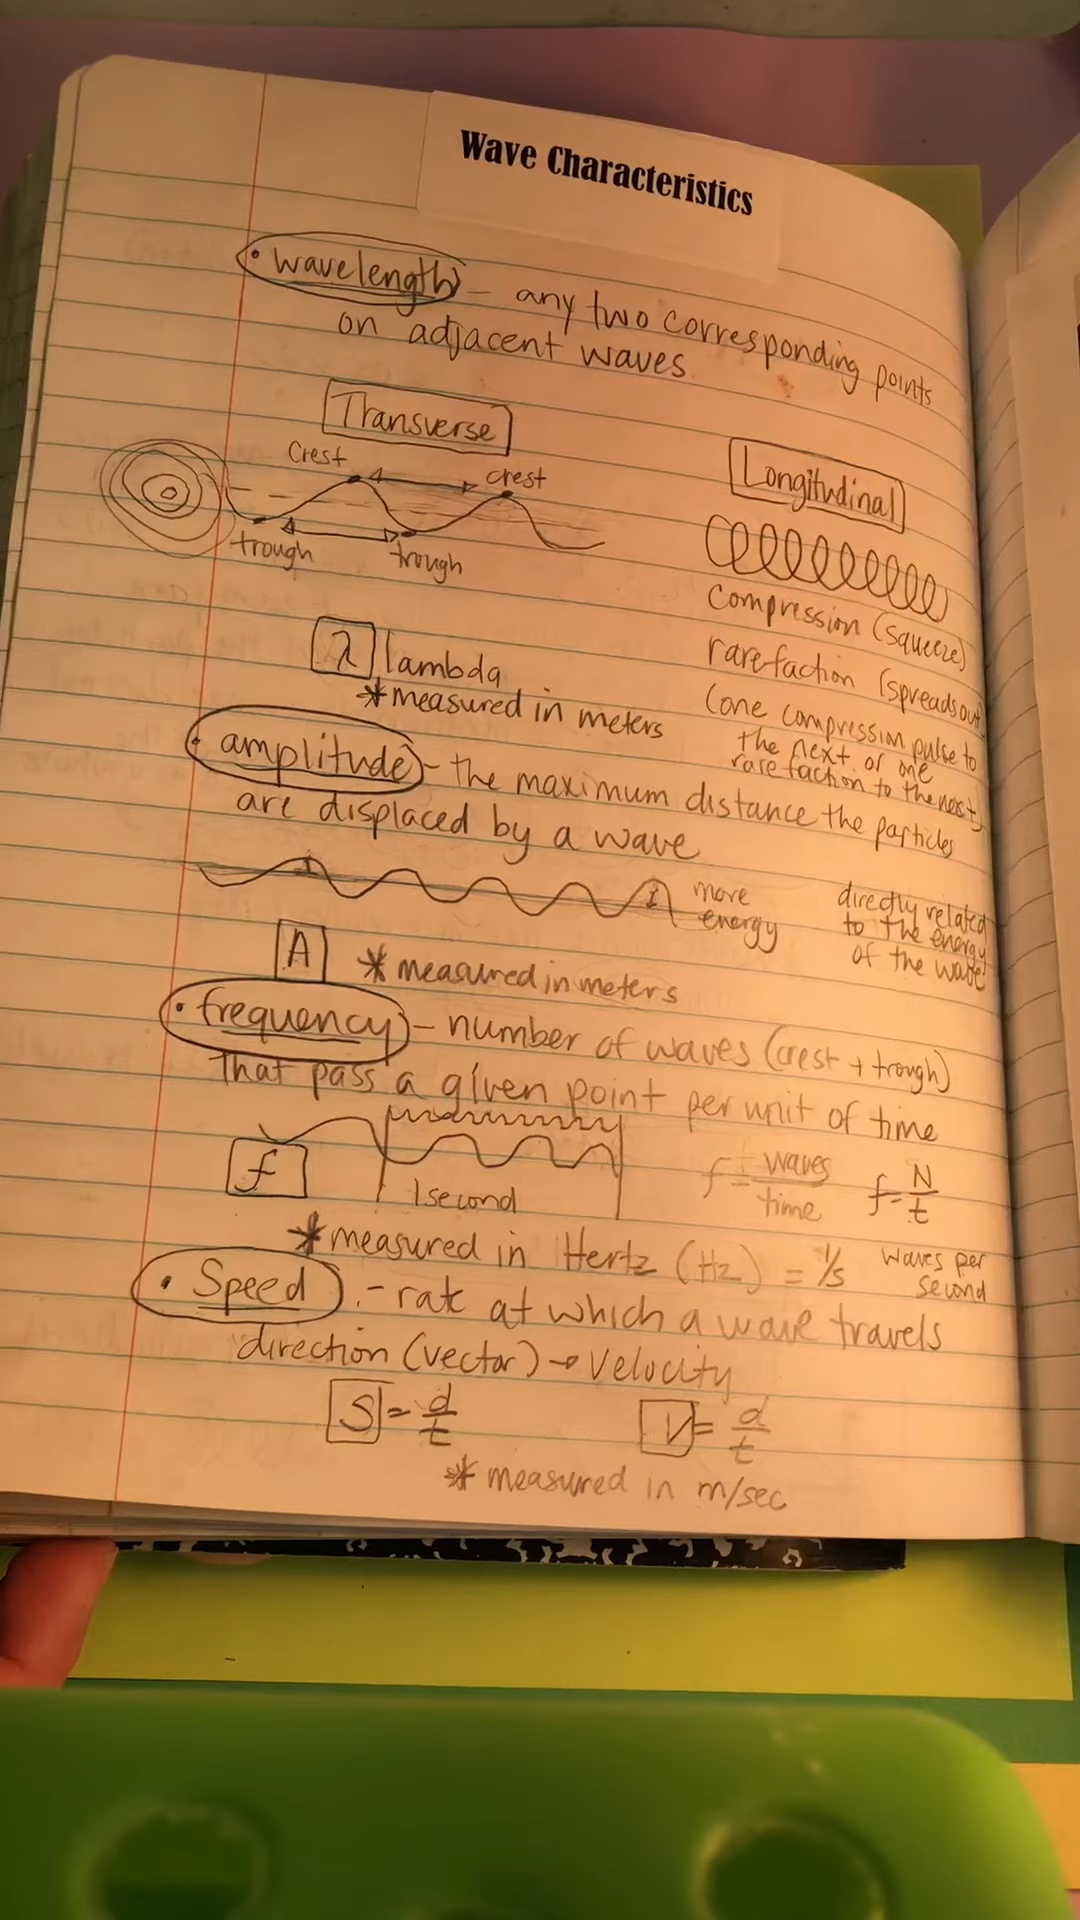 Wave Characteristics
• wavelength – any two corresponding points
on adjacent waves.
Transverse
Crest
crest
trough
trough
Longitudinal
compression (squeeze)
rarefaction (spreads out)
(one compression pulse to
the next or one
rarefaction to the next)
λ lambda
* measured in meters
• amplitude – the maximum distance the particles
are displaced by a wave
more
energy
directly related
to the energy
of the wave
A * measured in meters
• frequency – number of waves (crest + trough)
that pass a given point per unit of time
f
1 second
f = waves/time f = N/t
* measured in Hertz (Hz) = 1/s
waves per
second
• Speed – rate at which a wave travels
direction (vector) → velocity
S = d/t V = d/t
* measured in m/sec